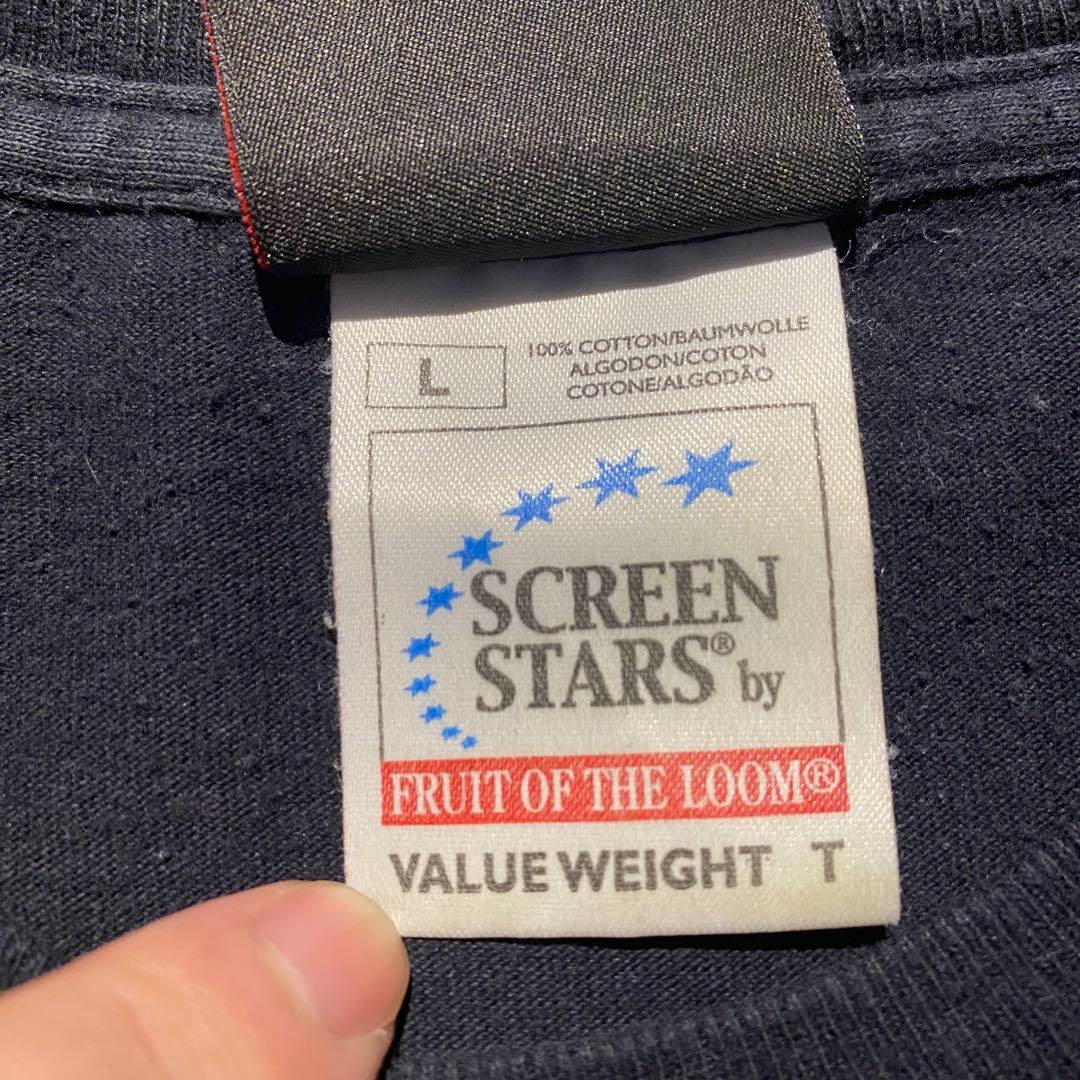 L
100% COTTON/BAUMWOLLE
ALGODON/COTON
COTONE/ALGODÃO
SCREEN
STARS® by
FRUIT OF THE LOOM®
VALUE WEIGHT T